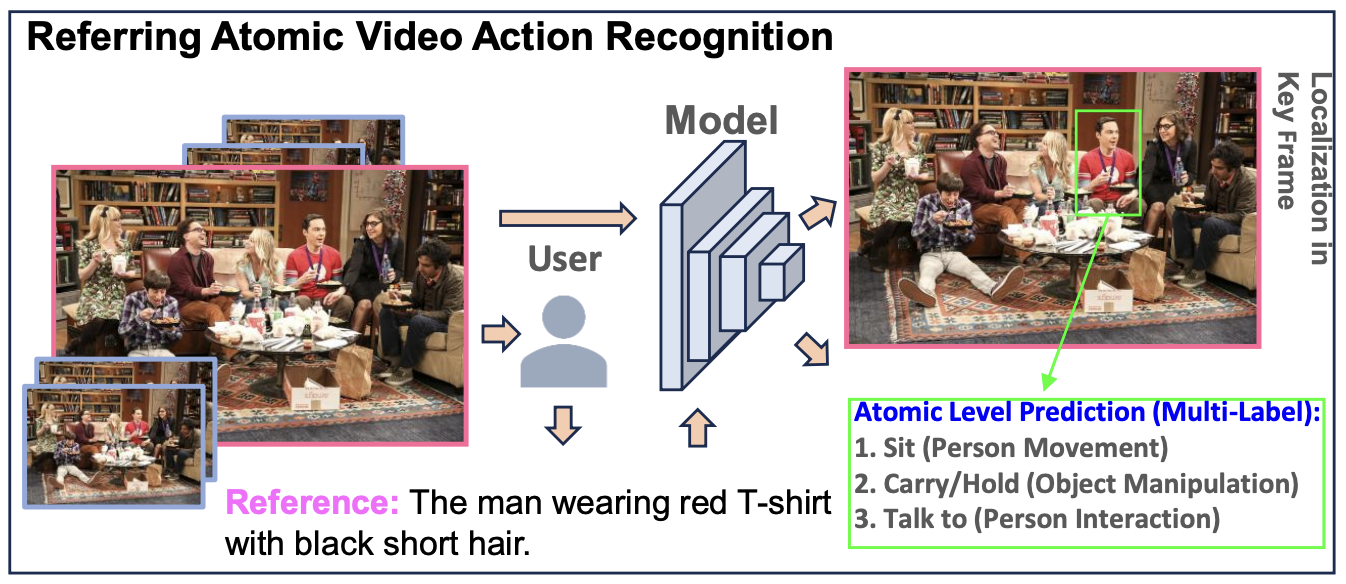 Referring Atomic Video Action Recognition
Model
User
Localization in
Key Frame
Reference: The man wearing red T-shirt
with black short hair.
Atomic Level Prediction (Multi-Label):
1. Sit (Person Movement)
2. Carry/Hold (Object Manipulation)
3. Talk to (Person Interaction)